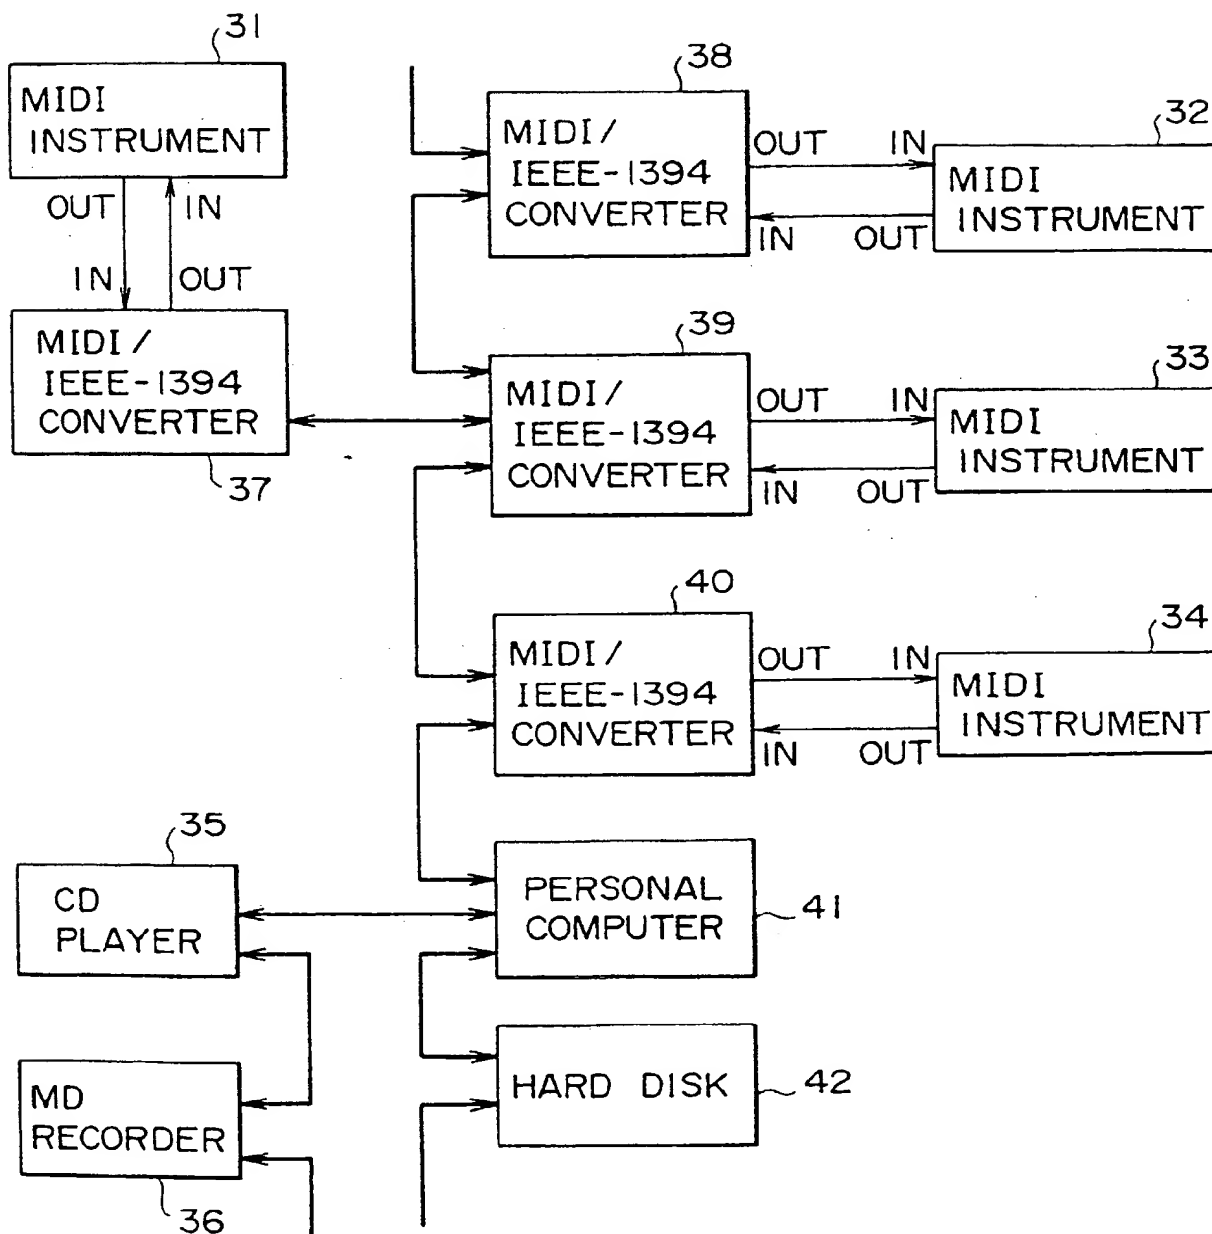 31
MIDI
INSTRUMENT
OUT IN
IN OUT
MIDI/
IEEE-1394
CONVERTER
37
38
MIDI/
IEEE-1394
CONVERTER
OUT IN
IN OUT
32
MIDI
INSTRUMENT
39
MIDI/
IEEE-1394
CONVERTER
OUT IN
IN OUT
33
MIDI
INSTRUMENT
40
MIDI/
IEEE-1394
CONVERTER
OUT IN
IN OUT
34
MIDI
INSTRUMENT
35
CD
PLAYER
PERSONAL
COMPUTER
41
MD
RECORDER
36
HARD DISK
42